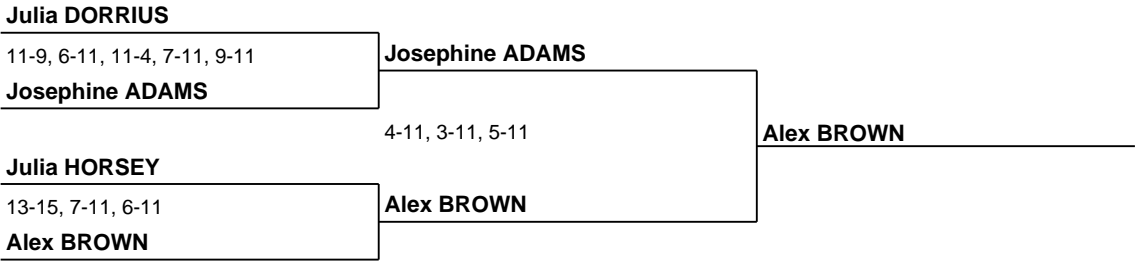 Julia DORRIUS
11-9, 6-11, 11-4, 7-11, 9-11
Josephine ADAMS
Josephine ADAMS
4-11, 3-11, 5-11
Alex BROWN
Julia HORSEY
13-15, 7-11, 6-11
Alex BROWN
Alex BROWN